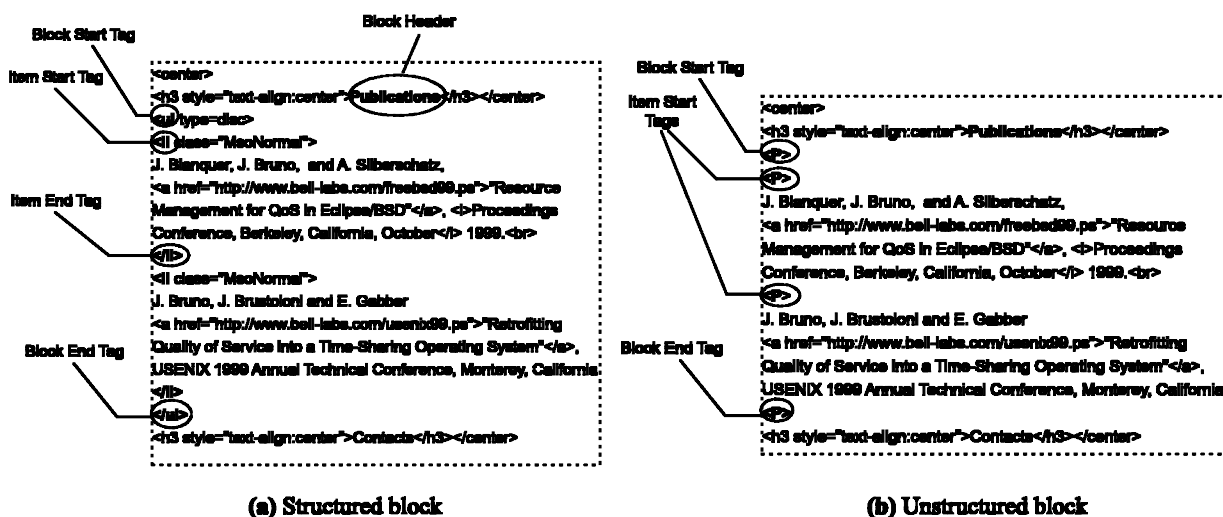 Block Header
Block Start Tag
Item Start Tag
Item End Tag
Block End Tag
<center>
<h3 style="text-align:center">Publications</h3></center>
<ul type=disc>
<li class="MsoNormal">
J. Blanquer, J. Bruno, and A. Silberschatz,
<a href="http://www.bell-labs.com/freebsd99.ps">"Resource
Management for QoS in Eclipse/BSD"</a>, <i>Proceedings
Conference, Berkeley, California, October</i> 1999.<br>
</li>
<li class="MsoNormal">
J. Bruno, J. Brustoloni and E. Gabber
<a href="http://www.bell-labs.com/usenix99.ps">"Retrofitting
Quality of Service into a Time-Sharing Operating System"</a>,
USENIX 1999 Annual Technical Conference, Monterey, California
</li>
</ul>
<h3 style="text-align:center">Contacts</h3></center>
(a) Structured block
Block Start Tag
Item Start
Tags
Block End Tag
<center>
<h3 style="text-align:center">Publications</h3></center>
<P>
<P>
J. Blanquer, J. Bruno, and A. Silberschatz,
<a href="http://www.bell-labs.com/freebsd99.ps">"Resource
Management for QoS in Eclipse/BSD"</a>, <i>Proceedings
Conference, Berkeley, California, October</i> 1999.<br>
<P>
J. Bruno, J. Brustoloni and E. Gabber
<a href="http://www.bell-labs.com/usenix99.ps">"Retrofitting
Quality of Service into a Time-Sharing Operating System"</a>,
USENIX 1999 Annual Technical Conference, Monterey, California
<P>
<h3 style="text-align:center">Contacts</h3></center>
(b) Unstructured block